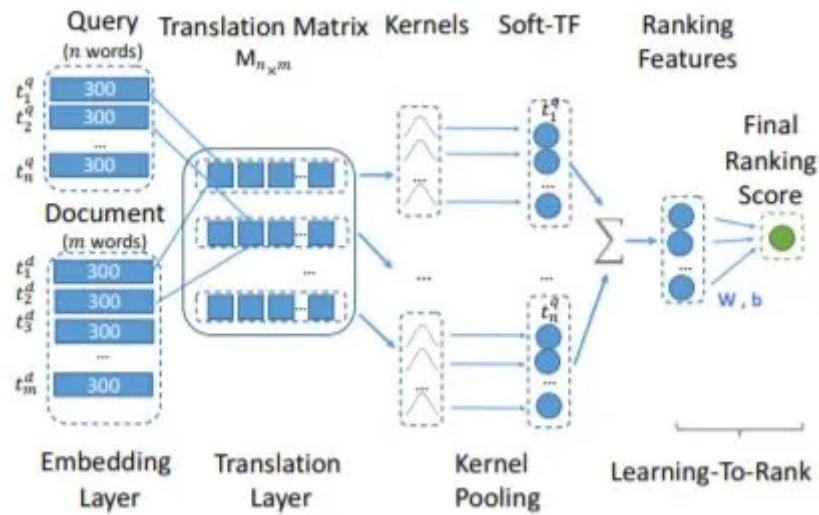 Query
(n words)
Translation Matrix
M_{n×m}
Kernels
Soft-TF
Ranking
Features
t_1^q
300
t_2^q
300
...
t_n^q
300
Document
(m words)
t_1^d
300
t_2^d
300
t_3^d
300
...
t_m^d
300
...
...
...
...
...
...
...
t_1^q
...
...
t_n^q
...
Σ
...
Final
Ranking
Score
W , b
Embedding
Layer
Translation
Layer
Kernel
Pooling
Learning-To-Rank